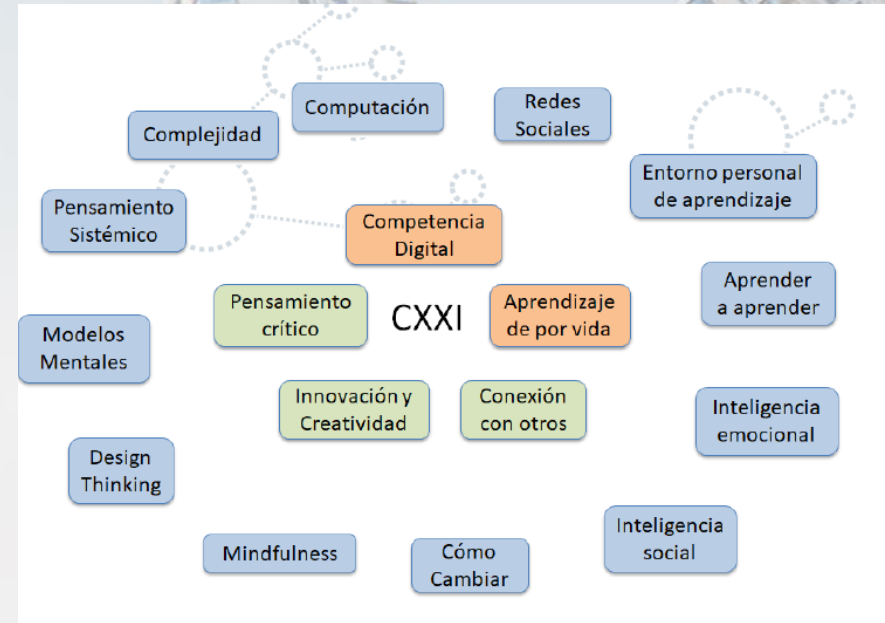 Computación
Redes
Sociales
Complejidad
Entorno personal
de aprendizaje
Pensamiento
Sistémico
Competencia
Digital
Aprender
a aprender
Pensamiento
crítico
CXXI
Aprendizaje
de por vida
Modelos
Mentales
Innovación y
Creatividad
Conexión
con otros
Inteligencia
emocional
Design
Thinking
Inteligencia
social
Mindfulness
Cómo
Cambiar